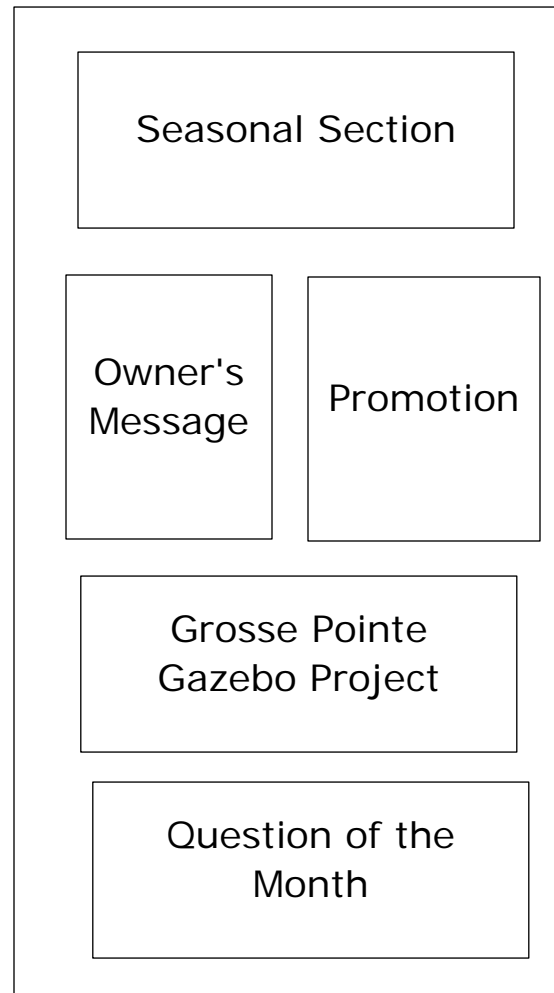 Seasonal Section
Owner's
Message
Promotion
Grosse Pointe
Gazebo Project
Question of the
Month